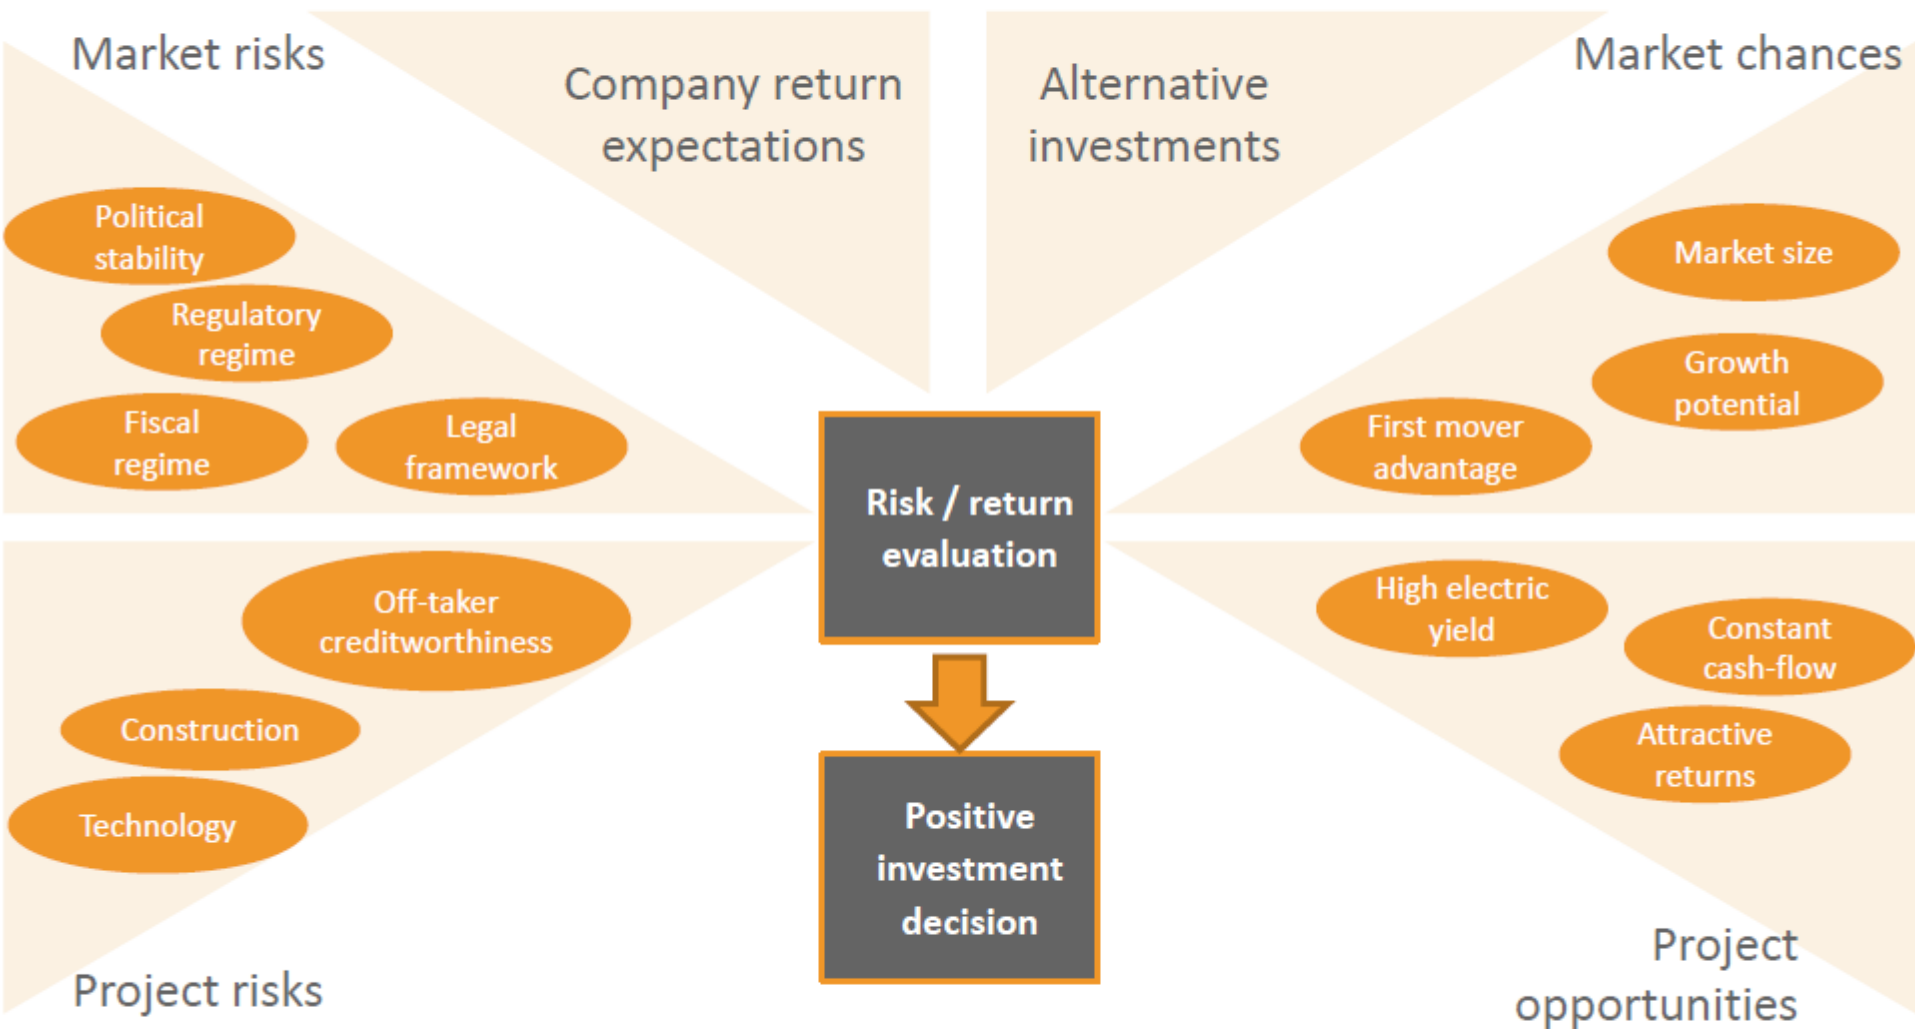 Market risks
Company return
expectations
Alternative
investments
Market chances
Political
stability
Regulatory
regime
Fiscal
regime
Legal
framework
Market size
Growth
potential
First mover
advantage
Risk / return
evaluation
Off-taker
creditworthiness
Construction
Technology
High electric
yield
Constant
cash-flow
Attractive
returns
Positive
investment
decision
Project risks
Project
opportunities